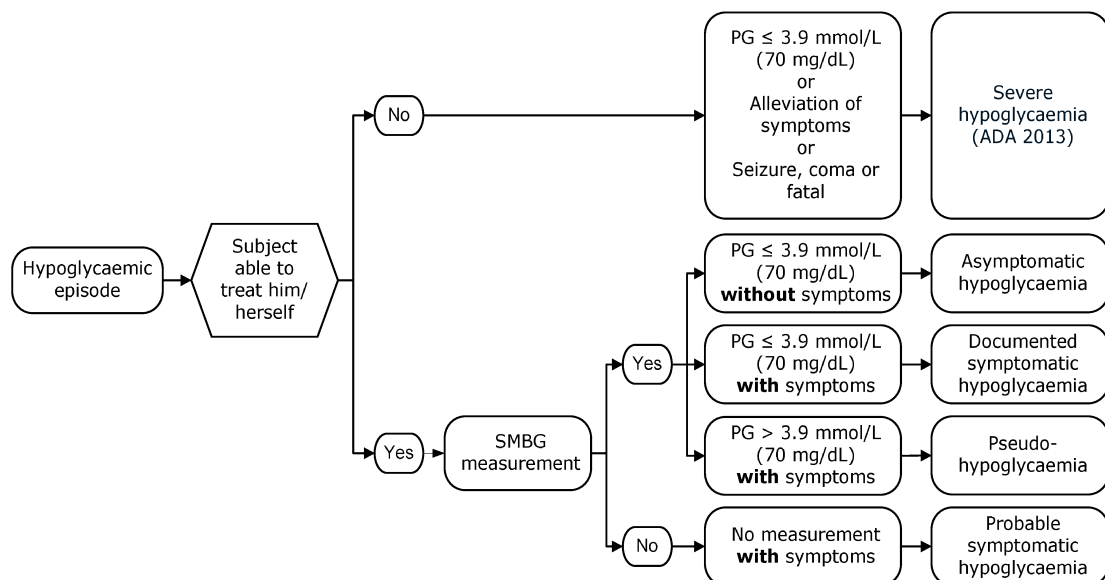 Hypoglycaemic
episode
Subject
able to
treat him/
herself
No
PG ≤ 3.9 mmol/L
(70 mg/dL)
or
Alleviation of
symptoms
or
Seizure, coma or
fatal
Severe
hypoglycaemia
(ADA 2013)
Yes
SMBG
measurement
Yes
PG ≤ 3.9 mmol/L
(70 mg/dL)
without symptoms
Asymptomatic
hypoglycaemia
PG ≤ 3.9 mmol/L
(70 mg/dL)
with symptoms
Documented
symptomatic
hypoglycaemia
PG > 3.9 mmol/L
(70 mg/dL)
with symptoms
Pseudo-
hypoglycaemia
No
No measurement
with symptoms
Probable
symptomatic
hypoglycaemia